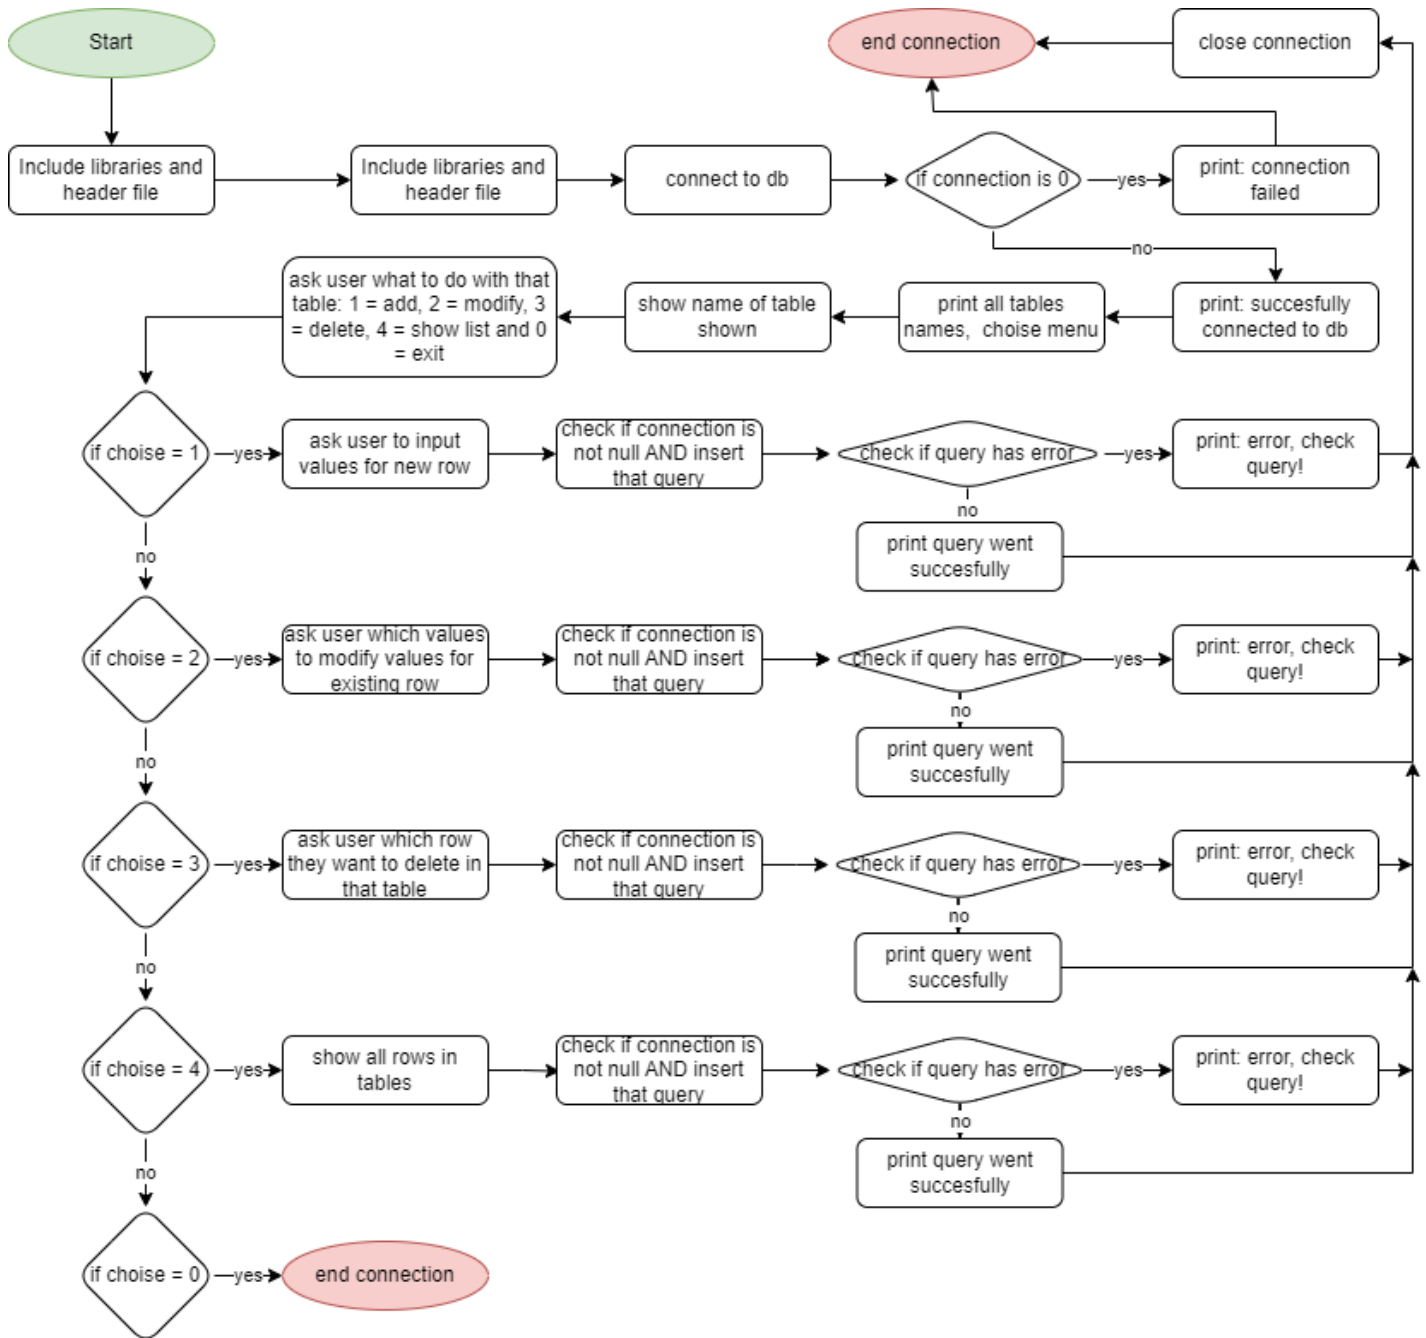 Start
end connection
close connection
Include libraries and
header file
Include libraries and
header file
connect to db
if connection is 0
yes
print: connection
failed
no
ask user what to do with that
table: 1 = add, 2 = modify, 3
= delete, 4 = show list and 0
= exit
show name of table
shown
print all tables
names,  choise menu
print: succesfully
connected to db
if choise = 1
yes
ask user to input
values for new row
check if connection is
not null AND insert
that query
check if query has error
yes
print: error, check
query!
no
print query went
succesfully
no
if choise = 2
yes
ask user which values
to modify values for
existing row
check if connection is
not null AND insert
that query
check if query has error
yes
print: error, check
query!
no
print query went
succesfully
no
if choise = 3
yes
ask user which row
they want to delete in
that table
check if connection is
not null AND insert
that query
check if query has error
yes
print: error, check
query!
no
print query went
succesfully
no
if choise = 4
yes
show all rows in
tables
check if connection is
not null AND insert
that query
check if query has error
yes
print: error, check
query!
no
print query went
succesfully
no
if choise = 0
yes
end connection